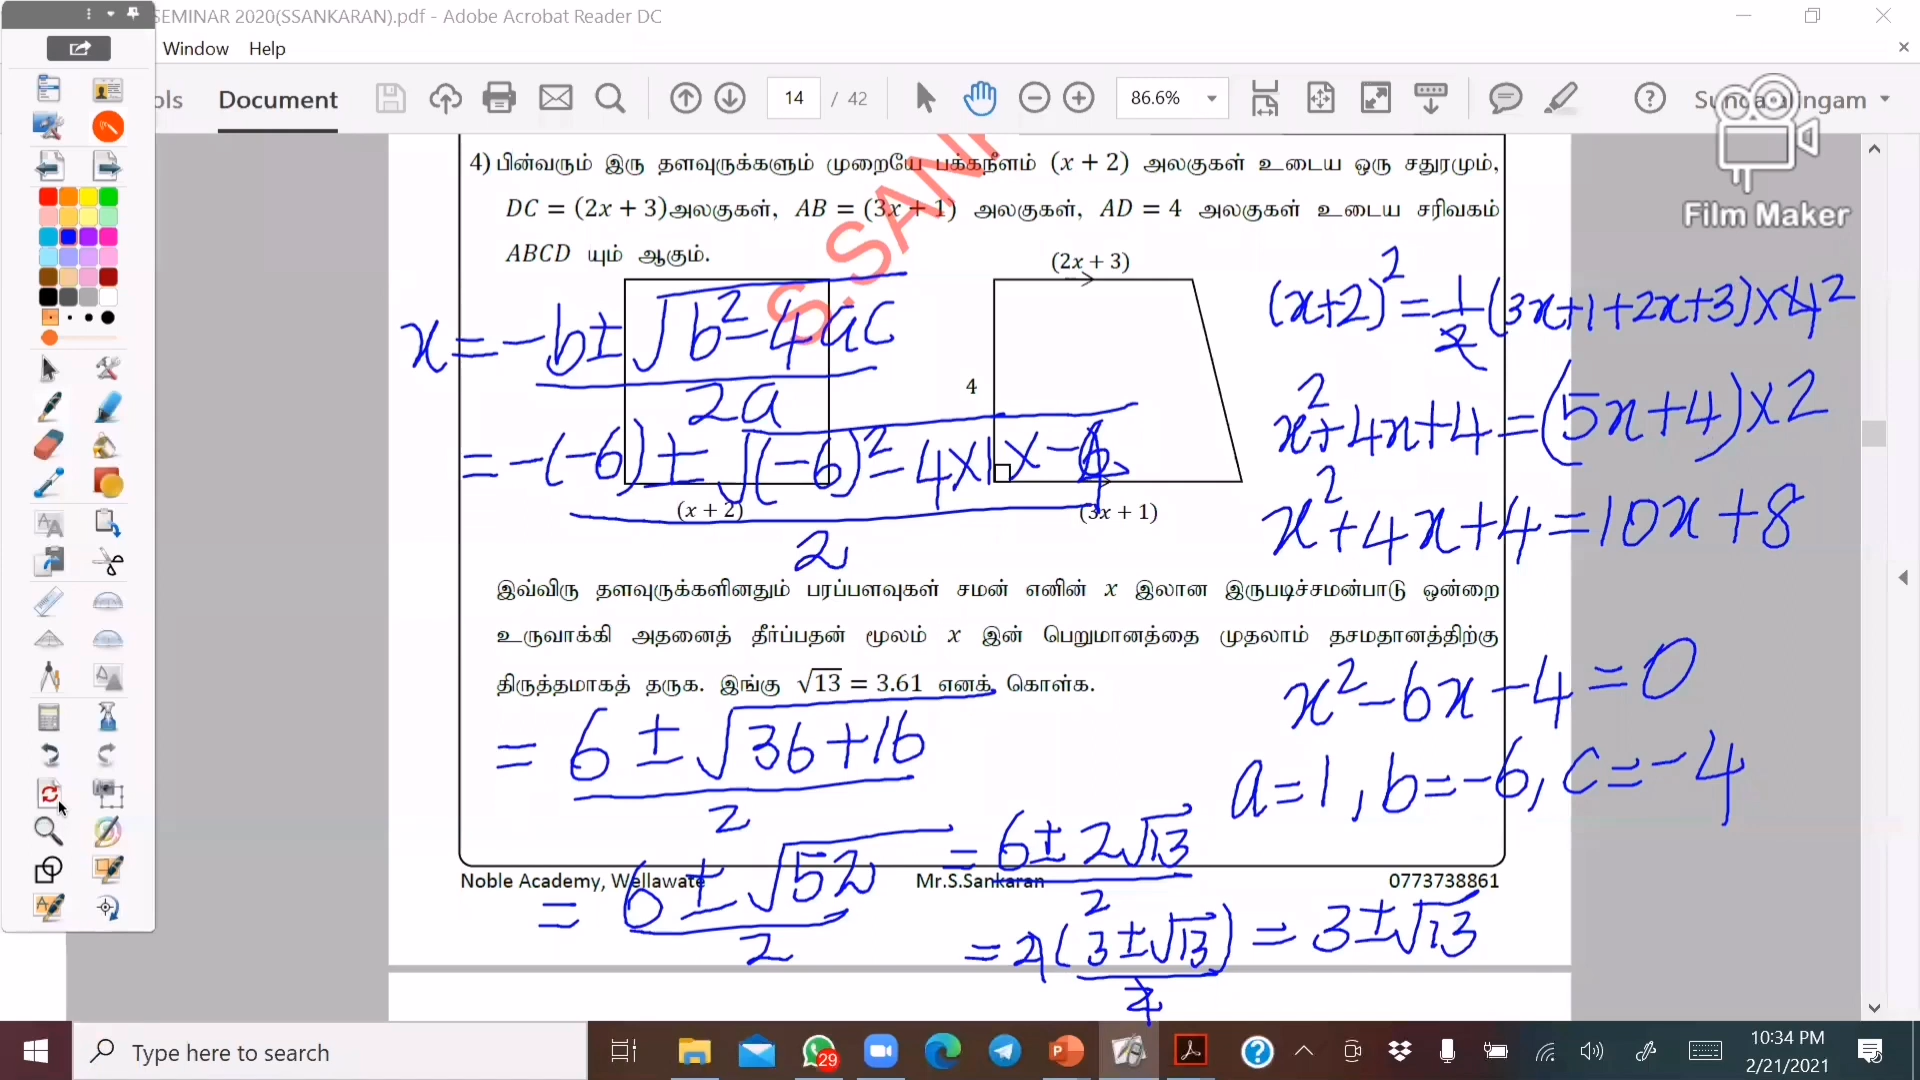 SEMINAR 2020(SSANKARAN).pdf - Adobe Acrobat Reader DC
Window Help
ols Document 14 / 42 86.6%
Film Maker
4) பின்வரும் இரு தளவுருக்களும் முறையே பக்கநீளம் (x + 2) அலகுகள் உடைய ஒரு சதுரமும்,
DC = (2x + 3)அலகுகள், AB = (3x + 1) அலகுகள், AD = 4 அலகுகள் உடைய சரிவகம்
ABCD யும் ஆகும்.
S.SAN
(2x + 3)
4
(x + 2)
(3x + 1)
x = -b ± √b² - 4ac
2a
= -(-6) ± √(-6)² - 4×1× -4
2
(x+2)² = 1/2 (3x+1+2x+3)×4 2
x²+4x+4 = (5x+4)×2
x²+4x+4 = 10x+8
இவ்விரு தளவுருக்களினதும் பரப்பளவுகள் சமன் எனின் x இலான இருபடிச்சமன்பாடு ஒன்றை
உருவாக்கி அதனைத் தீர்ப்பதன் மூலம் x இன் பெறுமானத்தை முதலாம் தசமதானத்திற்கு
திருத்தமாகத் தருக. இங்கு √13 = 3.61 எனக் கொள்க.
x² - 6x - 4 = 0
a=1, b=-6, c=-4
= 6 ± √36+16
2
= 6 ± √52
2
= 6 ± 2√13
2
= 2(3 ± √13)
2
= 3 ± √13
Noble Academy, Wellawate Mr.S.Sankaran 0773738861
Type here to search
29
10:34 PM
2/21/2021